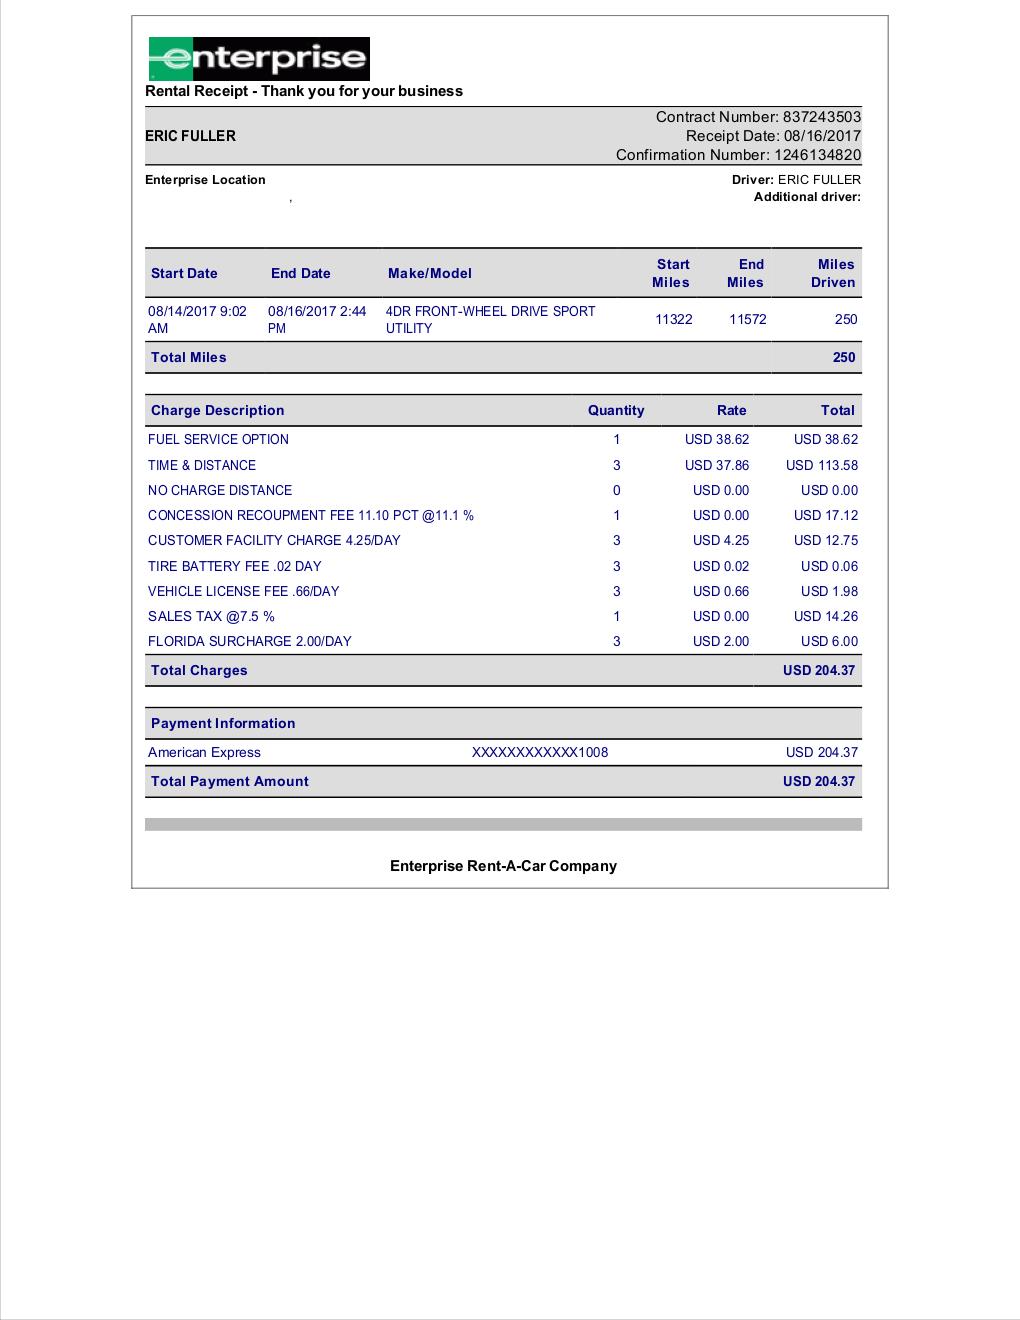 enterprise
Rental Receipt - Thank you for your business
ERIC FULLER
Contract Number: 837243503
Receipt Date: 08/16/2017
Confirmation Number: 1246134820
Enterprise Location
,
Driver: ERIC FULLER
Additional driver:
Start Date End Date Make/Model Start Miles End Miles Miles Driven
08/14/2017 9:02 AM 08/16/2017 2:44 PM 4DR FRONT-WHEEL DRIVE SPORT UTILITY 11322 11572 250
Total Miles 250
Charge Description Quantity Rate Total
FUEL SERVICE OPTION 1 USD 38.62 USD 38.62
TIME & DISTANCE 3 USD 37.86 USD 113.58
NO CHARGE DISTANCE 0 USD 0.00 USD 0.00
CONCESSION RECOUPMENT FEE 11.10 PCT @11.1 % 1 USD 0.00 USD 17.12
CUSTOMER FACILITY CHARGE 4.25/DAY 3 USD 4.25 USD 12.75
TIRE BATTERY FEE .02 DAY 3 USD 0.02 USD 0.06
VEHICLE LICENSE FEE .66/DAY 3 USD 0.66 USD 1.98
SALES TAX @7.5 % 1 USD 0.00 USD 14.26
FLORIDA SURCHARGE 2.00/DAY 3 USD 2.00 USD 6.00
Total Charges USD 204.37
Payment Information
American Express XXXXXXXXXXXX1008 USD 204.37
Total Payment Amount USD 204.37
Enterprise Rent-A-Car Company